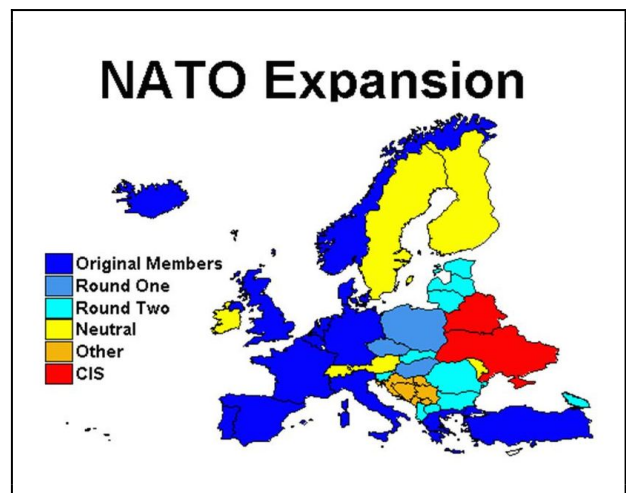 NATO Expansion
Original Members
Round One
Round Two
Neutral
Other
CIS